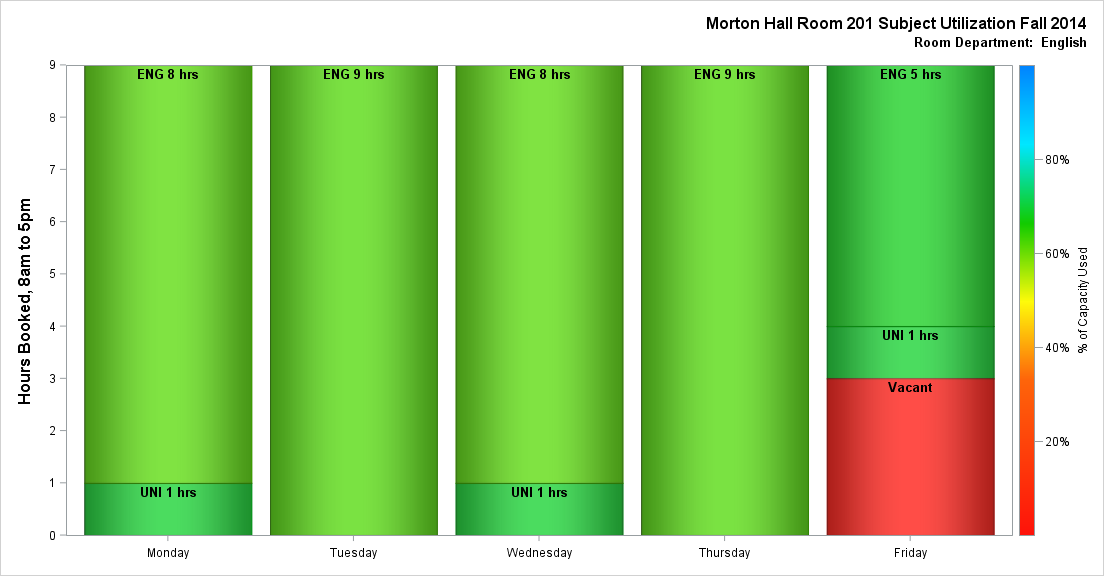 Morton Hall Room 201 Subject Utilization Fall 2014
Room Department: English
Hours Booked, 8am to 5pm
9
8
7
6
5
4
3
2
1
0
ENG 8 hrs
UNI 1 hrs
ENG 9 hrs
ENG 8 hrs
UNI 1 hrs
ENG 9 hrs
ENG 5 hrs
UNI 1 hrs
Vacant
Monday
Tuesday
Wednesday
Thursday
Friday
80%
60%
40%
20%
% of Capacity Used